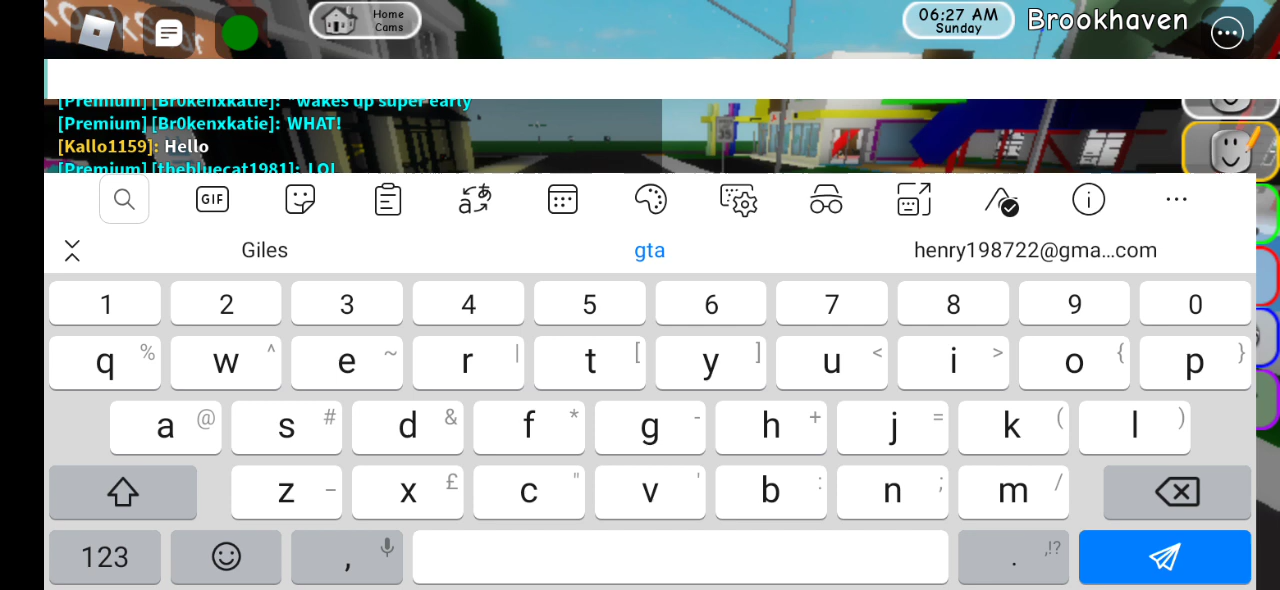 Home
Cams
06:27 AM
Sunday
Brookhaven
[Premium] [Br0kenxkatie]: "wakes up super early
[Premium] [Br0kenxkatie]: WHAT!
[Kallo1159]: Hello
[Premium] [thebluecat1981]: LOL
35
GIF
Giles gta henry198722@gma...com
1 2 3 4 5 6 7 8 9 0
q % w ^ e ~ r | t [ y ] u < i > o { p }
a @ s # d & f * g - h + j = k ( l )
z _ x £ c " v ' b : n ; m /
123 , . ,!?